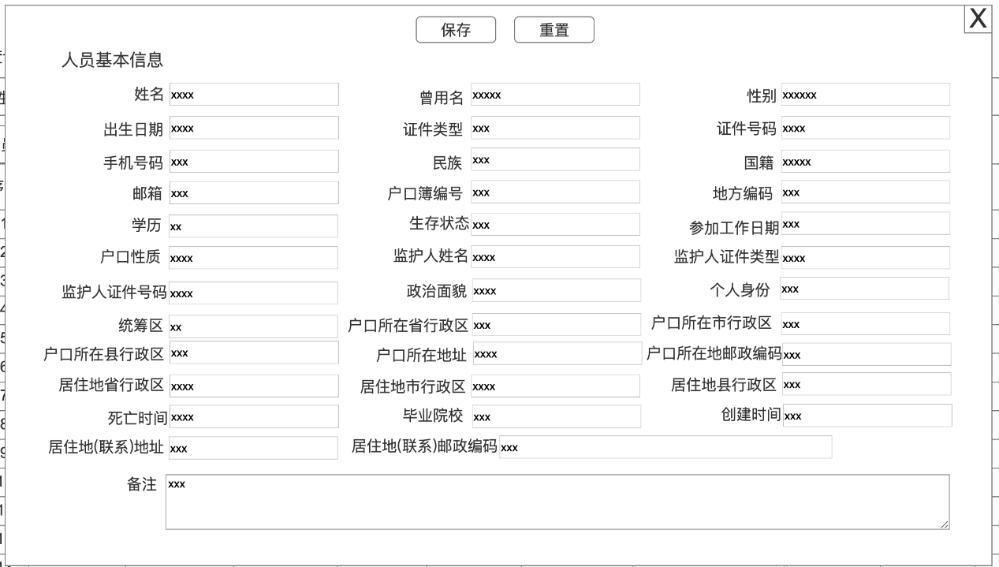 保存 重置 X
人员基本信息
姓名 xxxx 曾用名 xxxxx 性别 xxxxxx
出生日期 xxxx 证件类型 xxx 证件号码 xxxx
手机号码 xxx 民族 xxx 国籍 xxxxx
邮箱 xxx 户口簿编号 xxx 地方编码 xxx
学历 xx 生存状态 xxx 参加工作日期 xxx
户口性质 xxxx 监护人姓名 xxxx 监护人证件类型 xxxx
监护人证件号码 xxxx 政治面貌 xxxx 个人身份 xxx
统筹区 xx 户口所在省行政区 xxx 户口所在市行政区 xxx
户口所在县行政区 xxx 户口所在地址 xxxx 户口所在地邮政编码 xxx
居住地省行政区 xxxx 居住地市行政区 xxxx 居住地县行政区 xxx
死亡时间 xxxx 毕业院校 xxx 创建时间 xxx
居住地(联系)地址 xxx 居住地(联系)邮政编码 xxx
备注 xxx